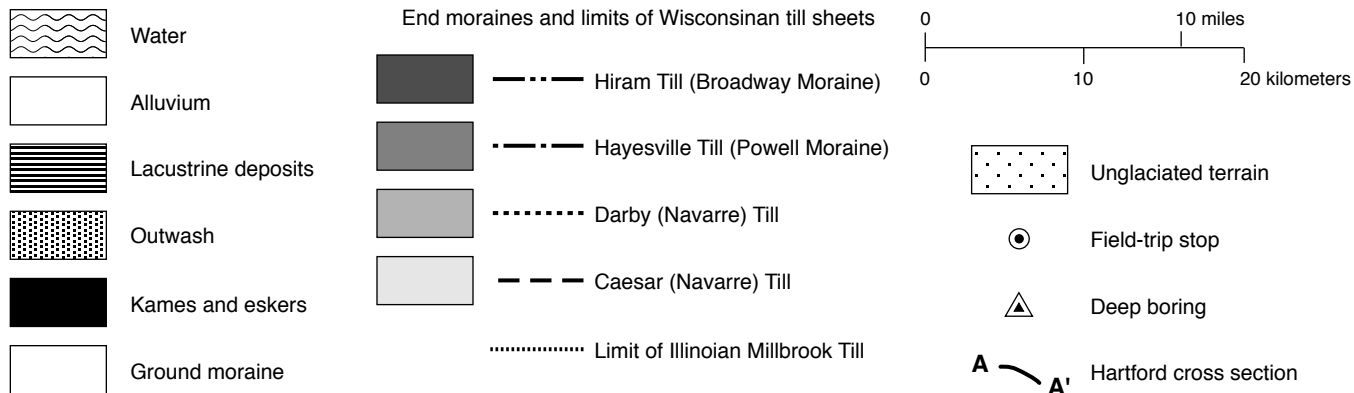 Water
Alluvium
Lacustrine deposits
Outwash
Kames and eskers
Ground moraine
End moraines and limits of Wisconsinan till sheets
Hiram Till (Broadway Moraine)
Hayesville Till (Powell Moraine)
Darby (Navarre) Till
Caesar (Navarre) Till
Limit of Illinoian Millbrook Till
0 10 miles
0 10 20 kilometers
Unglaciated terrain
Field-trip stop
Deep boring
A A' Hartford cross section